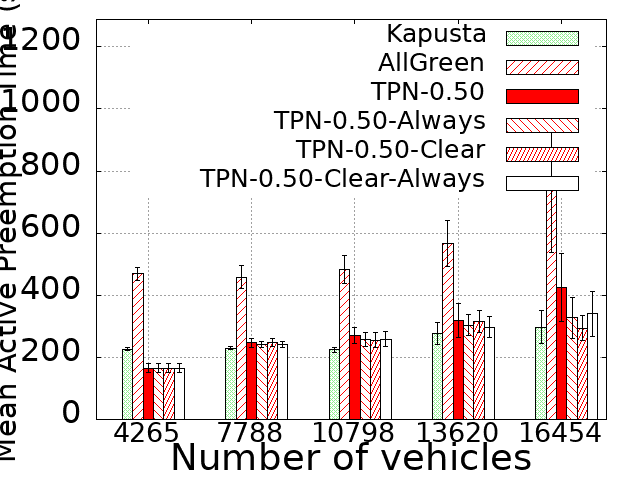 Mean Active Preemption Time (s
1200
1000
800
600
400
200
0
Kapusta
AllGreen
TPN-0.50
TPN-0.50-Always
TPN-0.50-Clear
TPN-0.50-Clear-Always
4265 7788 10798 13620 16454
Number of vehicles